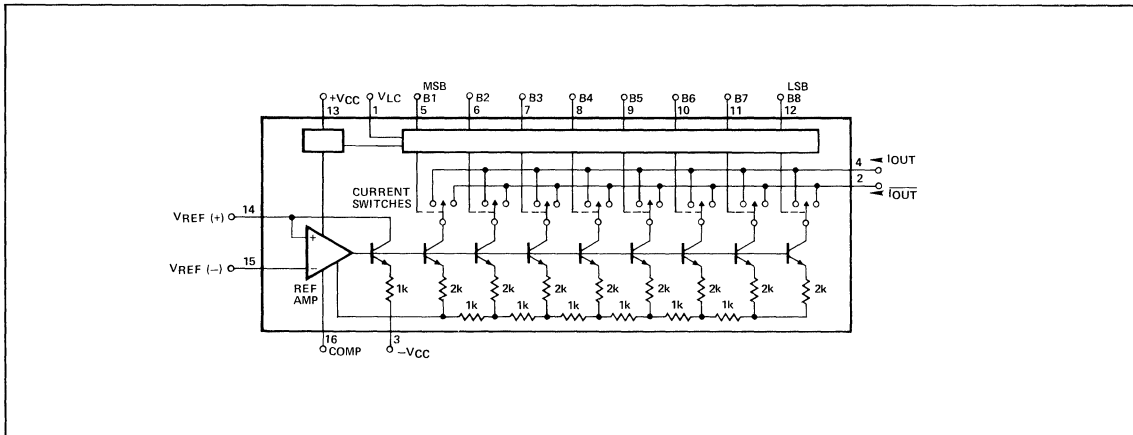 +VCC VLC MSB B1 B2 B3 B4 B5 B6 B7 LSB B8
13 1 5 6 7 8 9 10 11 12
4 IOUT
2 I̅O̅U̅T̅
CURRENT
SWITCHES
VREF (+) 14
+
VREF (−) 15
−
REF
AMP
1k 2k 2k 2k 2k 2k 2k 2k 2k
1k 1k 1k 1k 1k 1k
16 3
COMP −VCC